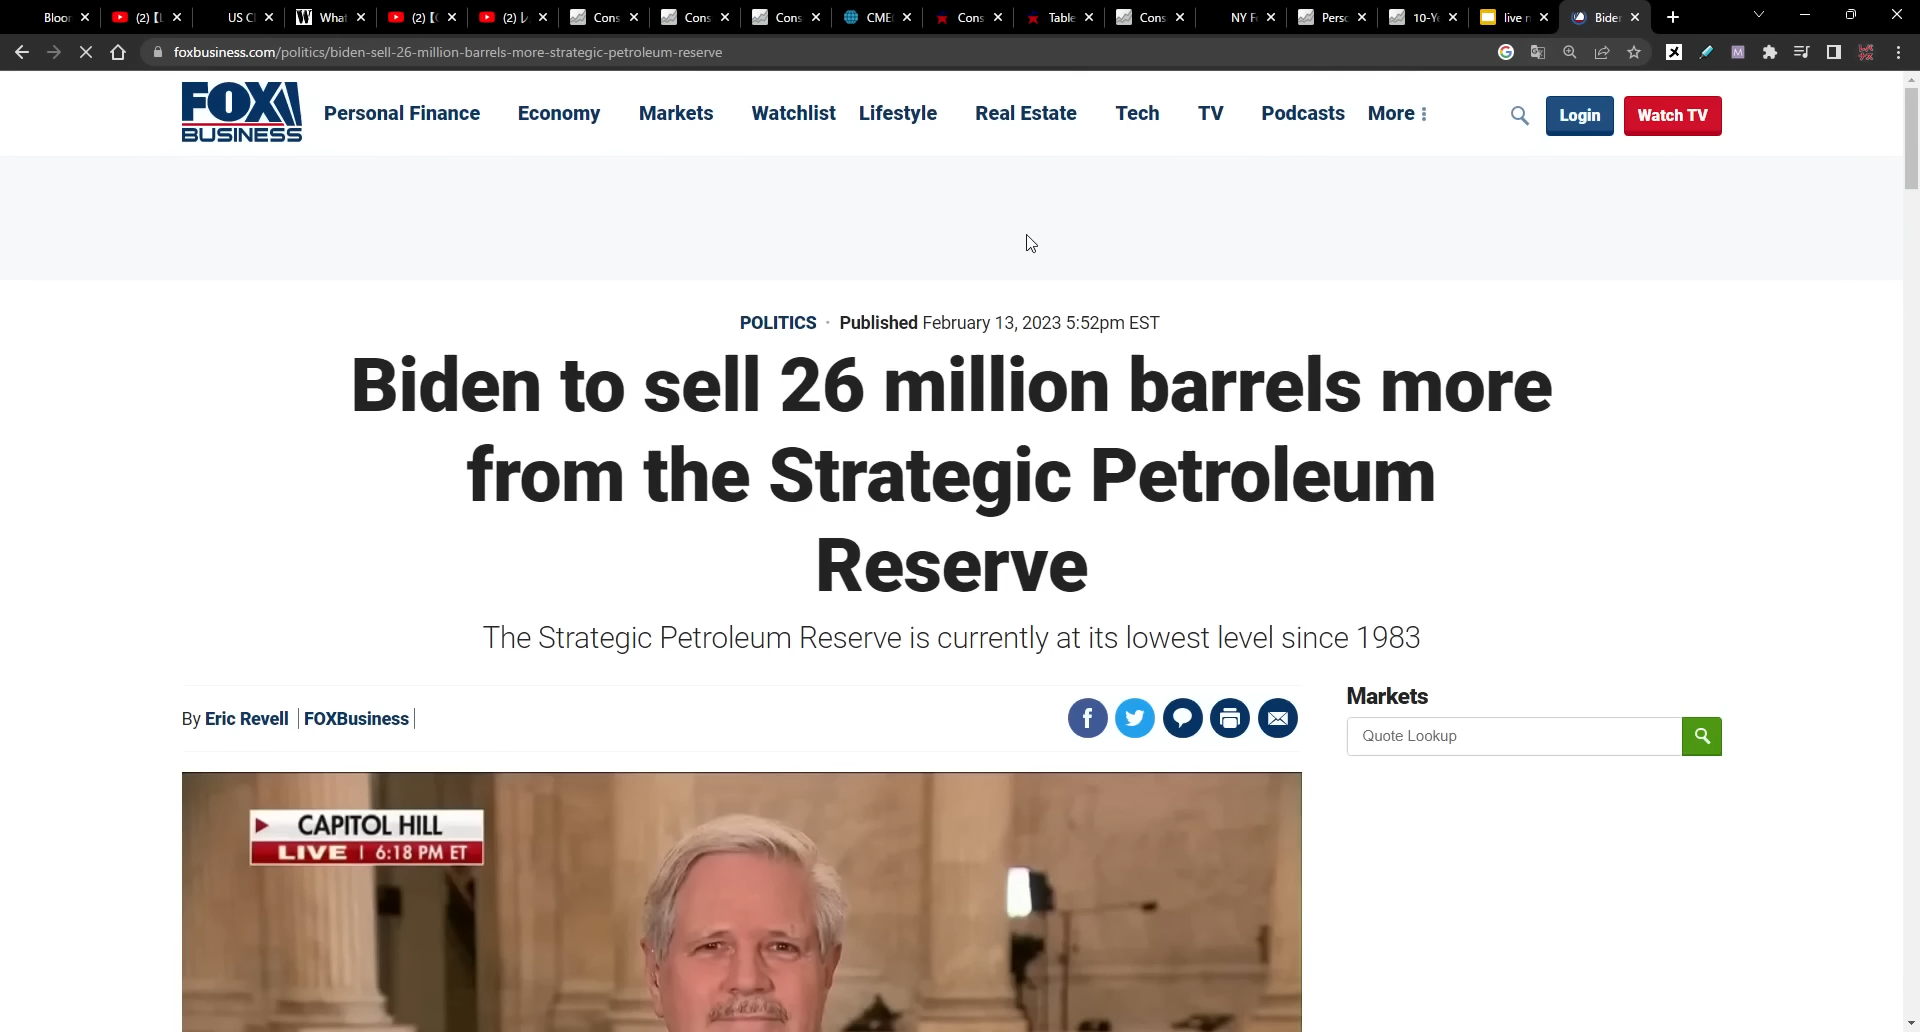 Bloor
(2) [
US C
What
(2) [
(2)
Cons
Cons
Cons
CME
Cons
Table
Cons
NY F
Pers
10-Ye
live r
Biden
foxbusiness.com/politics/biden-sell-26-million-barrels-more-strategic-petroleum-reserve
FOX
BUSINESS
Personal Finance
Economy
Markets
Watchlist
Lifestyle
Real Estate
Tech
TV
Podcasts
More
Login
Watch TV
POLITICS · Published February 13, 2023 5:52pm EST
Biden to sell 26 million barrels more
from the Strategic Petroleum
Reserve
The Strategic Petroleum Reserve is currently at its lowest level since 1983
By Eric Revell FOXBusiness
Markets
Quote Lookup
CAPITOL HILL
LIVE | 6:18 PM ET